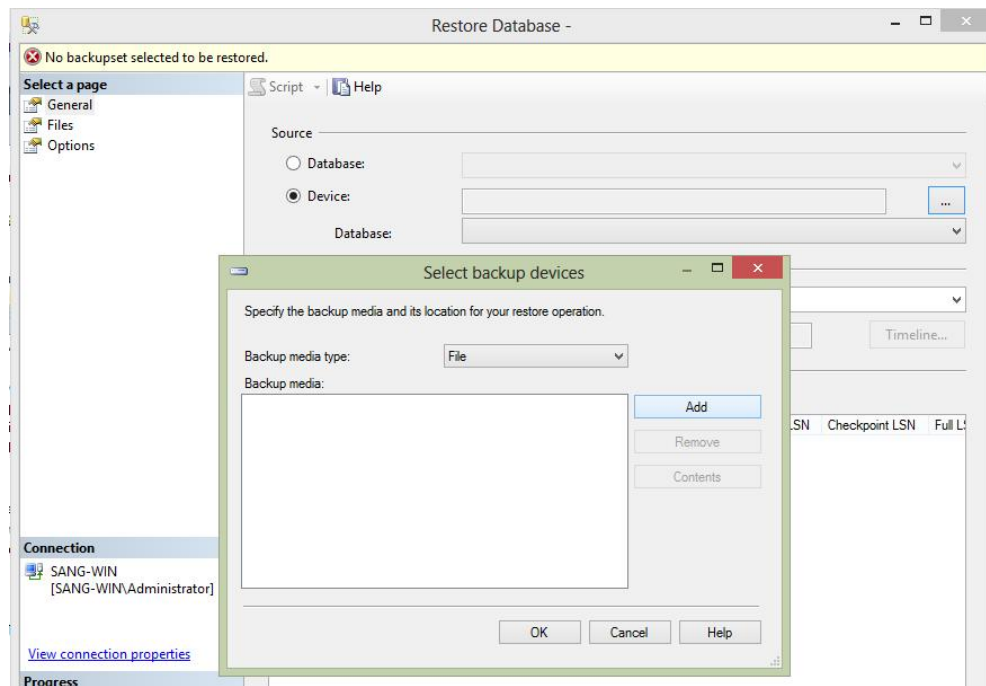 Restore Database -
No backupset selected to be restored.
Select a page
General
Files
Options
Script
Help
Source
Database:
Device:
...
Database:
Timeline...
LSN Checkpoint LSN Full LS
Select backup devices
Specify the backup media and its location for your restore operation.
Backup media type:
File
Backup media:
Add
Remove
Contents
OK Cancel Help
Connection
SANG-WIN
[SANG-WIN\Administrator]
View connection properties
Progress